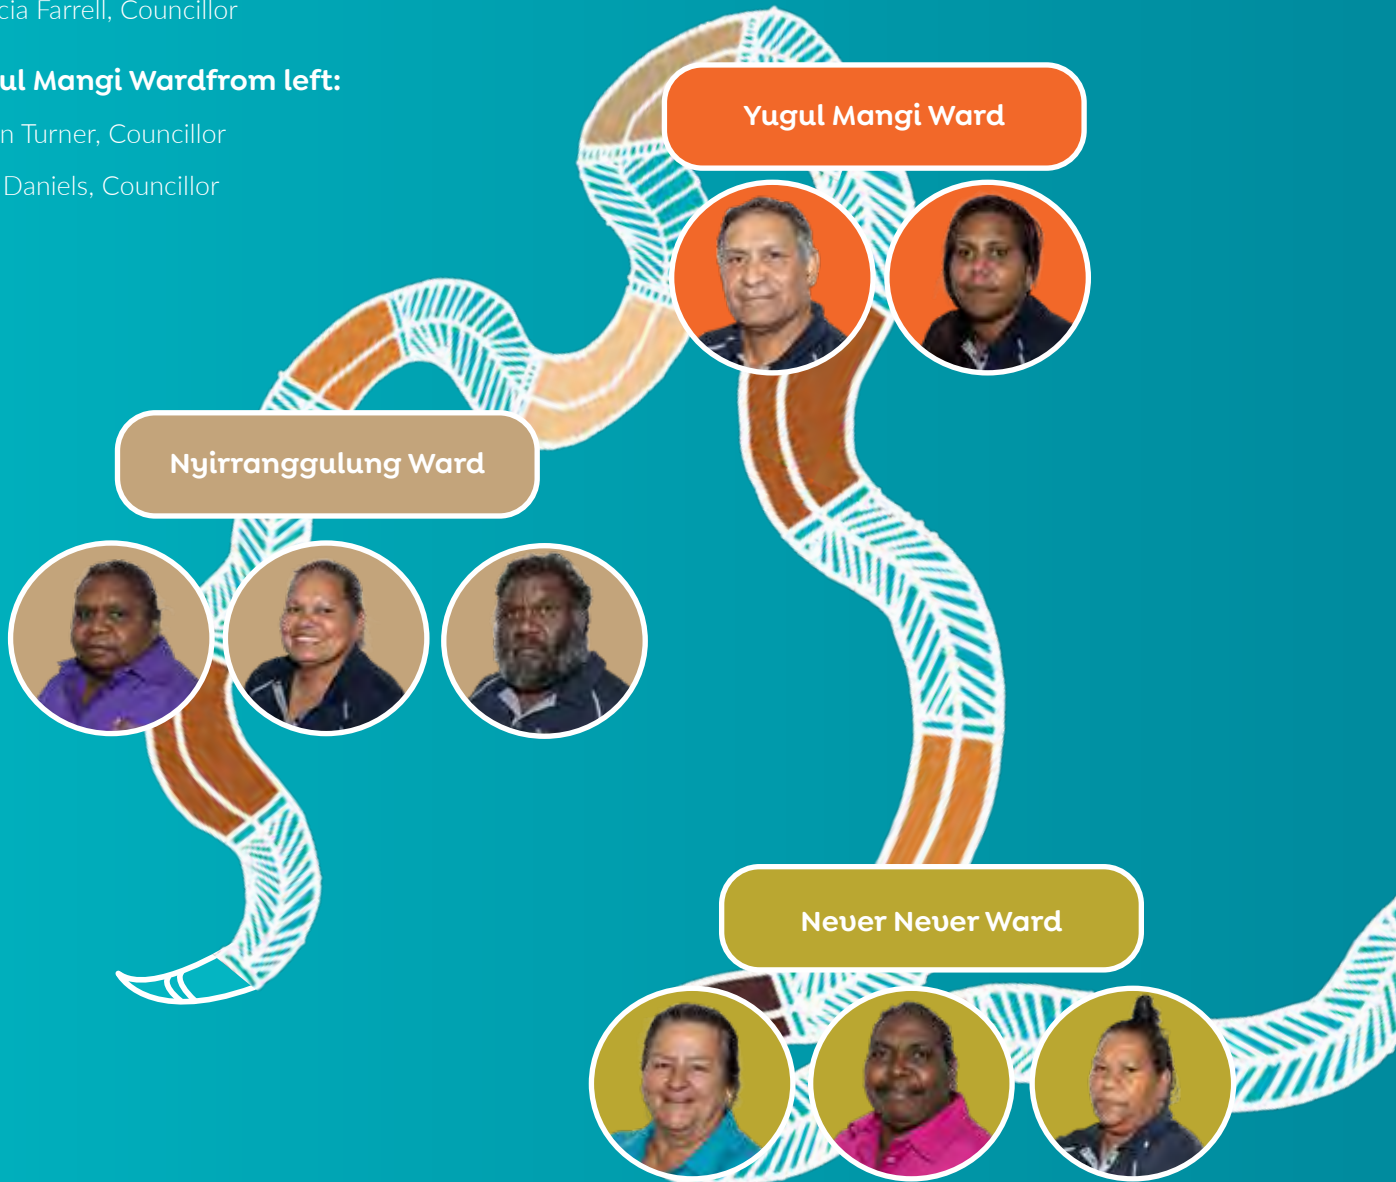 cia Farrell, Councillor
ul Mangi Wardfrom left:
n Turner, Councillor
Daniels, Councillor
Yugul Mangi Ward
Nyirranggulung Ward
Never Never Ward